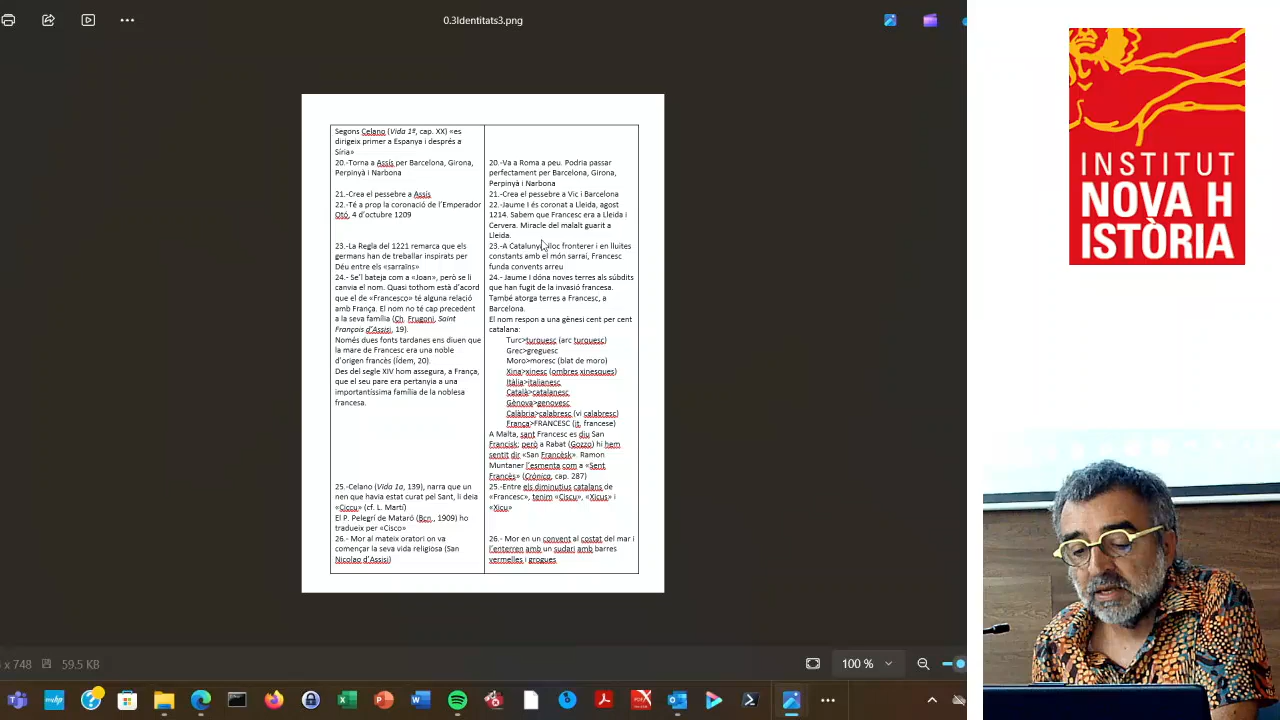 0.3Identitats3.png
Segons Celano (Vida 1ª, cap. XX) «es
dirigeix primer a Espanya i després a
Síria»
20.-Torna a Assís per Barcelona, Girona,
Perpinyà i Narbona
21.-Crea el pessebre a Assís
22.-Té a prop la coronació de l'Emperador
Otó, 4 d'octubre 1209
23.-La Regla del 1221 remarca que els
germans han de treballar inspirats per
Déu entre els «sarraïns»
24.- Se'l bateja com a «Joan», però se li
canvia el nom. Quasi tothom està d'acord
que el de «Francesco» té alguna relació
amb França. El nom no té cap precedent
a la seva família (Ch. Frugoni, Saint
Français d'Assisi, 19).
Només dues fonts tardanes ens diuen que
la mare de Francesc era una noble
d'origen francès (Ídem, 20).
Des del segle XIV hom assegura, a França,
que el seu pare era pertanyia a una
importantíssima família de la noblesa
francesa.
25.-Celano (Vida 1a, 139), narra que un
nen que havia estat curat pel Sant, li deia
«Ciccu» (cf. L. Martí)
El P. Pelegrí de Mataró (Bcn., 1909) ho
tradueix per «Cisco»
26.- Mor al mateix oratori on va
començar la seva vida religiosa (San
Nicolao d'Assisi)
20.-Va a Roma a peu. Podria passar
perfectament per Barcelona, Girona,
Perpinyà i Narbona
21.-Crea el pessebre a Vic i Barcelona
22.-Jaume I és coronat a Lleida, agost
1214. Sabem que Francesc era a Lleida i
Cervera. Miracle del malalt guarit a
Lleida.
23.-A Catalunya, lloc fronterer i en lluites
constants amb el món sarraí, Francesc
funda convents arreu
24.- Jaume I dóna noves terres als súbdits
que han fugit de la invasió francesa.
També atorga terres a Francesc, a
Barcelona.
El nom respon a una gènesi cent per cent
catalana:
Turc>turquesc (arc turquesc)
Grec>greguesc
Moro>moresc (blat de moro)
Xina>xinesc (ombres xinesques)
Itàlia>italianesc
Català>catalanesc
Gènova>genovesc
Calàbria>calabresc (vi calabresc)
França>FRANCESC (it. francese)
A Malta, sant Francesc es diu San
Francisk; però a Rabat (Gozzo) hi hem
sentit dir «San Francèsk». Ramon
Muntaner l'esmenta com a «Sent
Francès» (Crònica, cap. 287)
25.-Entre els diminutius catalans de
«Francesc», tenim «Ciscu», «Xicus» i
«Xicu»
26.- Mor en un convent al costat del mar i
l'enterren amb un sudari amb barres
vermelles i grogues
x 748
59.5 KB
100 %
INSTITUT
NOVA H
ISTÒRIA